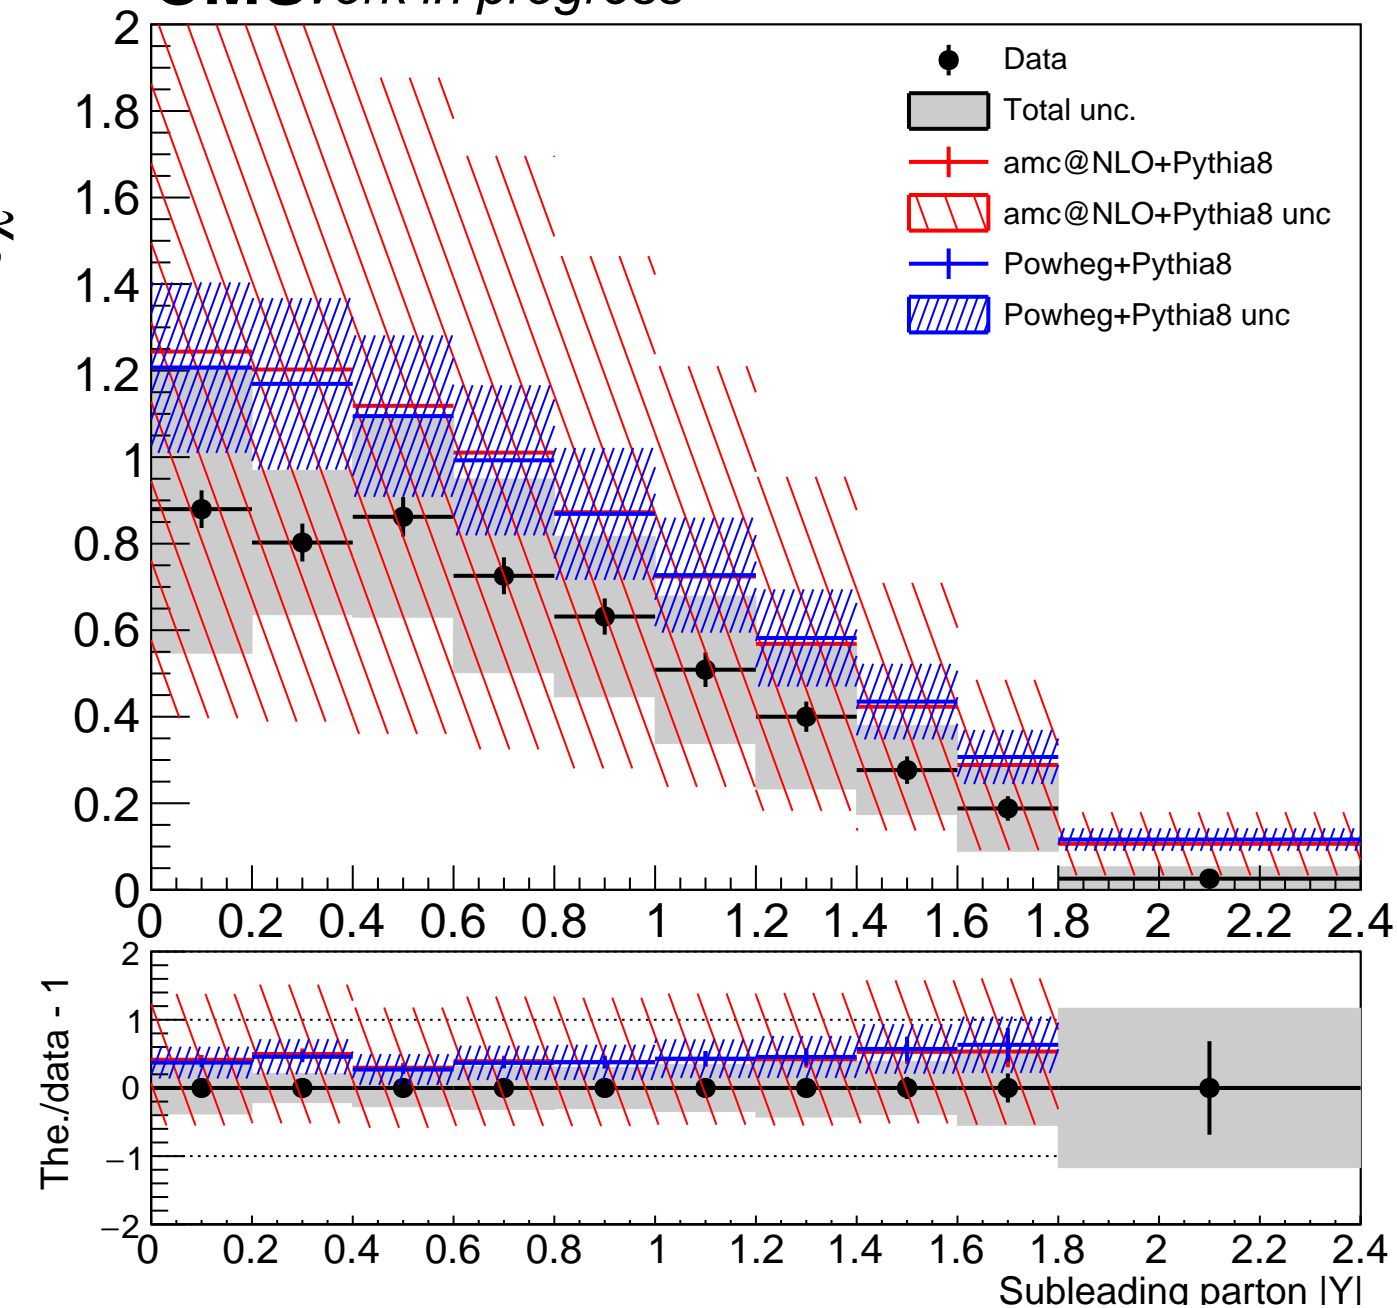 CMS Work in progress
2
1.8
1.6
1.4
1.2
1
0.8
0.6
0.4
0.2
0
Data
Total unc.
amc@NLO+Pythia8
amc@NLO+Pythia8 unc
Powheg+Pythia8
Powheg+Pythia8 unc
0 0.2 0.4 0.6 0.8 1 1.2 1.4 1.6 1.8 2 2.2 2.4
The./data - 1
2
1
0
−1
−2
0 0.2 0.4 0.6 0.8 1 1.2 1.4 1.6 1.8 2 2.2 2.4
Subleading parton |Y|